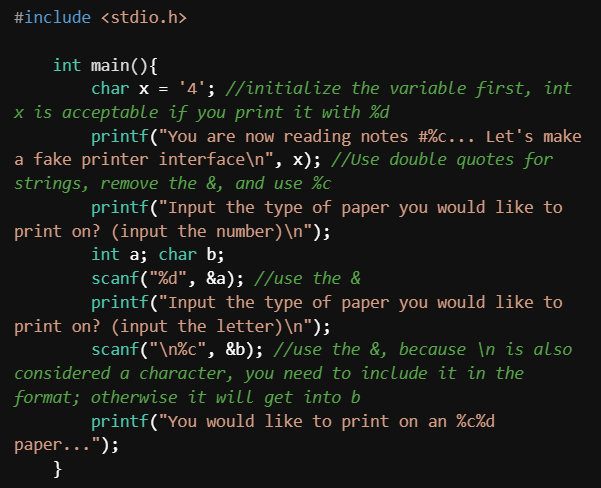 #include <stdio.h>
int main(){
char x = '4'; //initialize the variable first, int
x is acceptable if you print it with %d
printf("You are now reading notes #%c... Let's make
a fake printer interface\n", x); //Use double quotes for
strings, remove the &, and use %c
printf("Input the type of paper you would like to
print on? (input the number)\n");
int a; char b;
scanf("%d", &a); //use the &
printf("Input the type of paper you would like to
print on? (input the letter)\n");
scanf("\n%c", &b); //use the &, because \n is also
considered a character, you need to include it in the
format; otherwise it will get into b
printf("You would like to print on an %c%d
paper...");
}